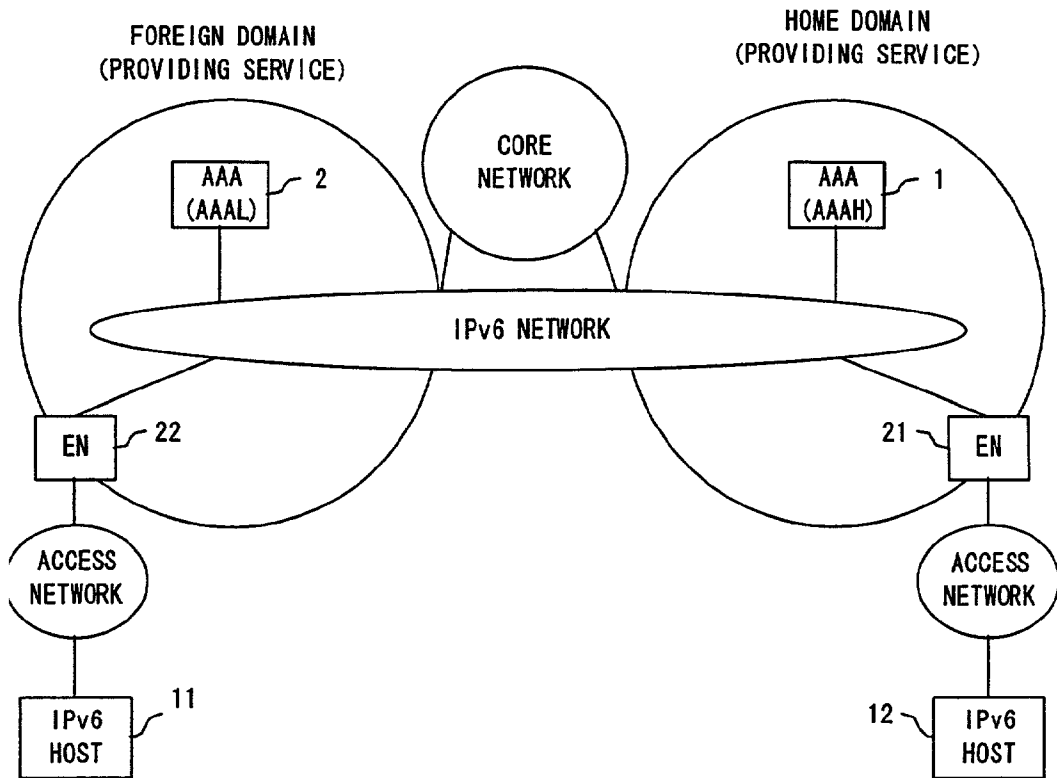 FOREIGN DOMAIN
(PROVIDING SERVICE)
HOME DOMAIN
(PROVIDING SERVICE)
CORE
NETWORK
AAA
(AAAL)
2
AAA
(AAAH)
1
IPv6 NETWORK
EN
22
21
EN
ACCESS
NETWORK
ACCESS
NETWORK
IPv6
HOST
11
12
IPv6
HOST